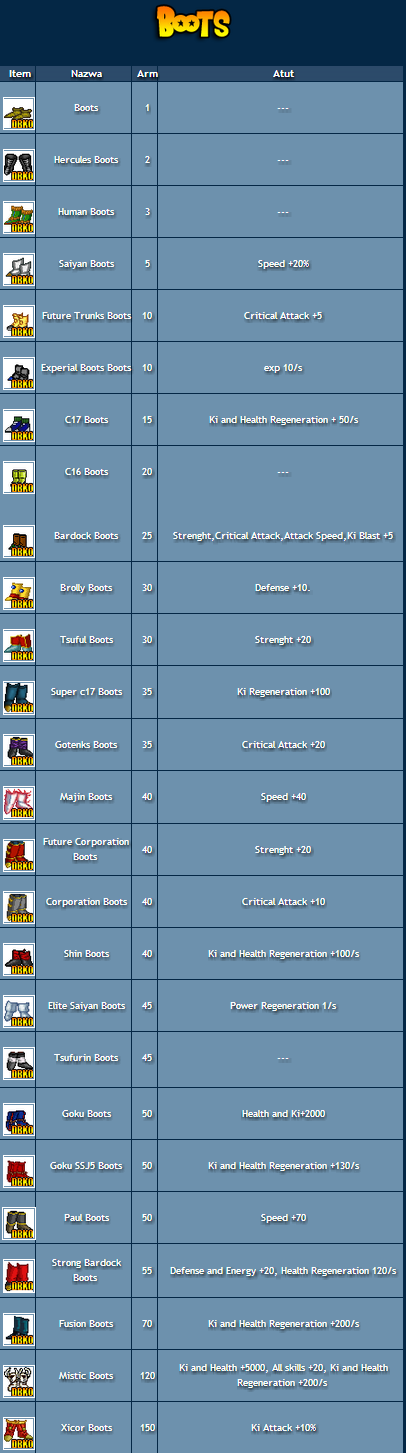 BOOTS
Item Nazwa Arm Atut
DBKO Boots 1 ---
DBKO Hercules Boots 2 ---
DBKO Human Boots 3 ---
DBKO Saiyan Boots 5 Speed +20%
DBKO Future Trunks Boots 10 Critical Attack +5
DBKO Experial Boots Boots 10 exp 10/s
DBKO C17 Boots 15 Ki and Health Regeneration + 50/s
DBKO C16 Boots 20 ---
DBKO Bardock Boots 25 Strenght,Critical Attack,Attack Speed,Ki Blast +5
DBKO Brolly Boots 30 Defense +10.
DBKO Tsuful Boots 30 Strenght +20
DBKO Super c17 Boots 35 Ki Regeneration +100
DBKO Gotenks Boots 35 Critical Attack +20
DBKO Majin Boots 40 Speed +40
DBKO Future Corporation
Boots 40 Strenght +20
DBKO Corporation Boots 40 Critical Attack +10
DBKO Shin Boots 40 Ki and Health Regeneration +100/s
DBKO Elite Saiyan Boots 45 Power Regeneration 1/s
DBKO Tsufurin Boots 45 ---
DBKO Goku Boots 50 Health and Ki+2000
DBKO Goku SSJ5 Boots 50 Ki and Health Regeneration +130/s
DBKO Paul Boots 50 Speed +70
DBKO Strong Bardock
Boots 55 Defense and Energy +20, Health Regeneration 120/s
DBKO Fusion Boots 70 Ki and Health Regeneration +200/s
DBKO Mistic Boots 120 Ki and Health +5000, All skills +20, Ki and Health
Regeneration +200/s
DBKO Xicor Boots 150 Ki Attack +10%